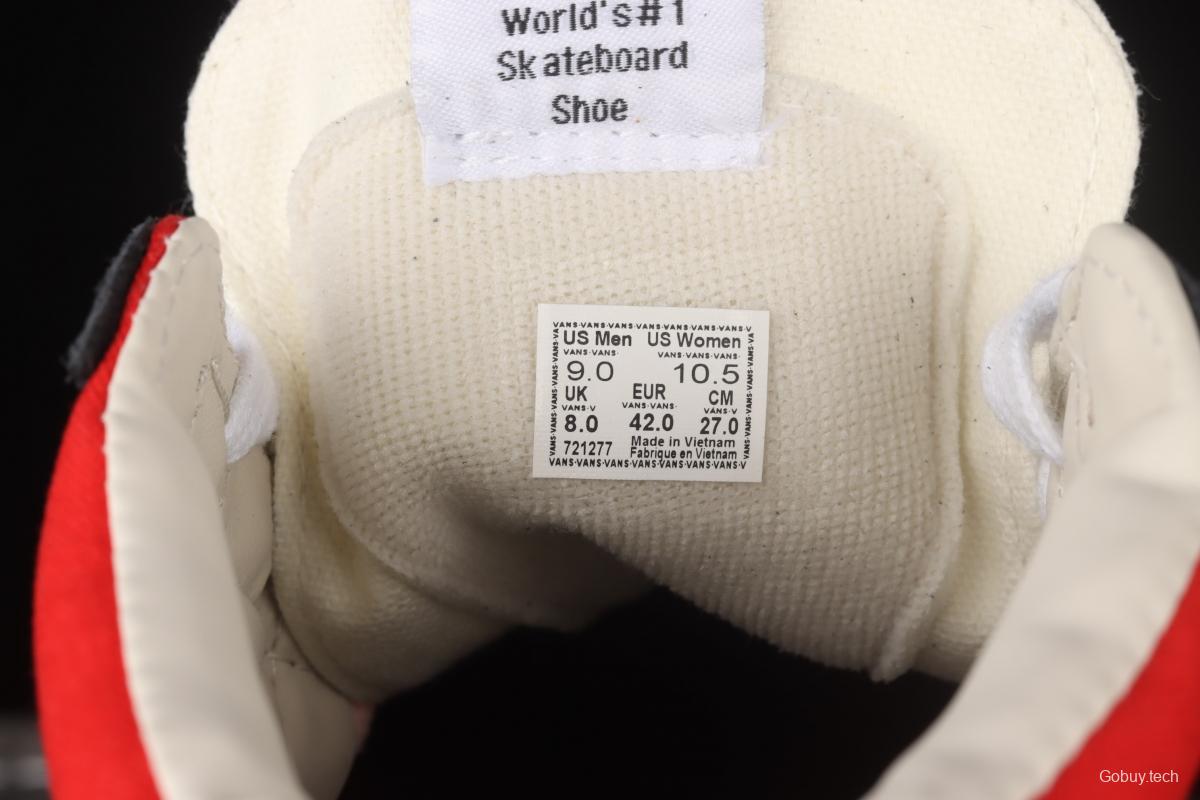 World's#1
Skateboard
Shoe
VANS·VANS·VANS·VANS·VANS·VANS·VANS·V
US Men US Women
VANS·VANS· VANS·VANS·VANS·
9.0 10.5
UK EUR CM
VANS·V VANS·VANS· VANS·V
8.0 42.0 27.0
721277 Made in Vietnam
Fabrique en Vietnam
VANS·VANS·VANS·VANS·VANS·VANS·VANS·V
Gobuy.tech